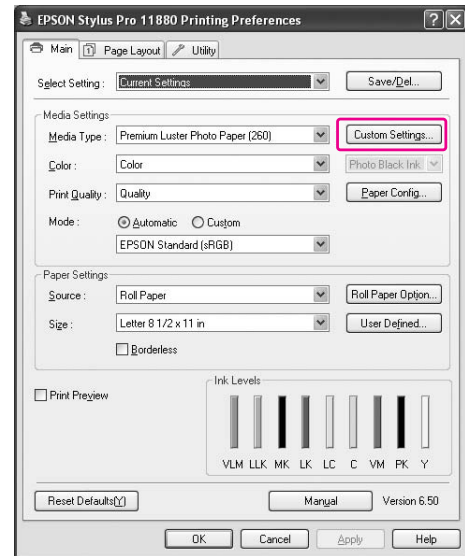 EPSON Stylus Pro 11880 Printing Preferences
Main Page Layout Utility
Select Setting : Current Settings Save/Del...
Media Settings
Media Type : Premium Luster Photo Paper (260) Custom Settings...
Color : Color Photo Black Ink
Print Quality : Quality Paper Config...
Mode : Automatic Custom
EPSON Standard (sRGB)
Paper Settings
Source : Roll Paper Roll Paper Option...
Size : Letter 8 1/2 x 11 in User Defined...
Borderless
Print Preview
Ink Levels
VLM LLK MK LK LC C VM PK Y
Reset Defaults(Y) Manual Version 6.50
OK Cancel Apply Help